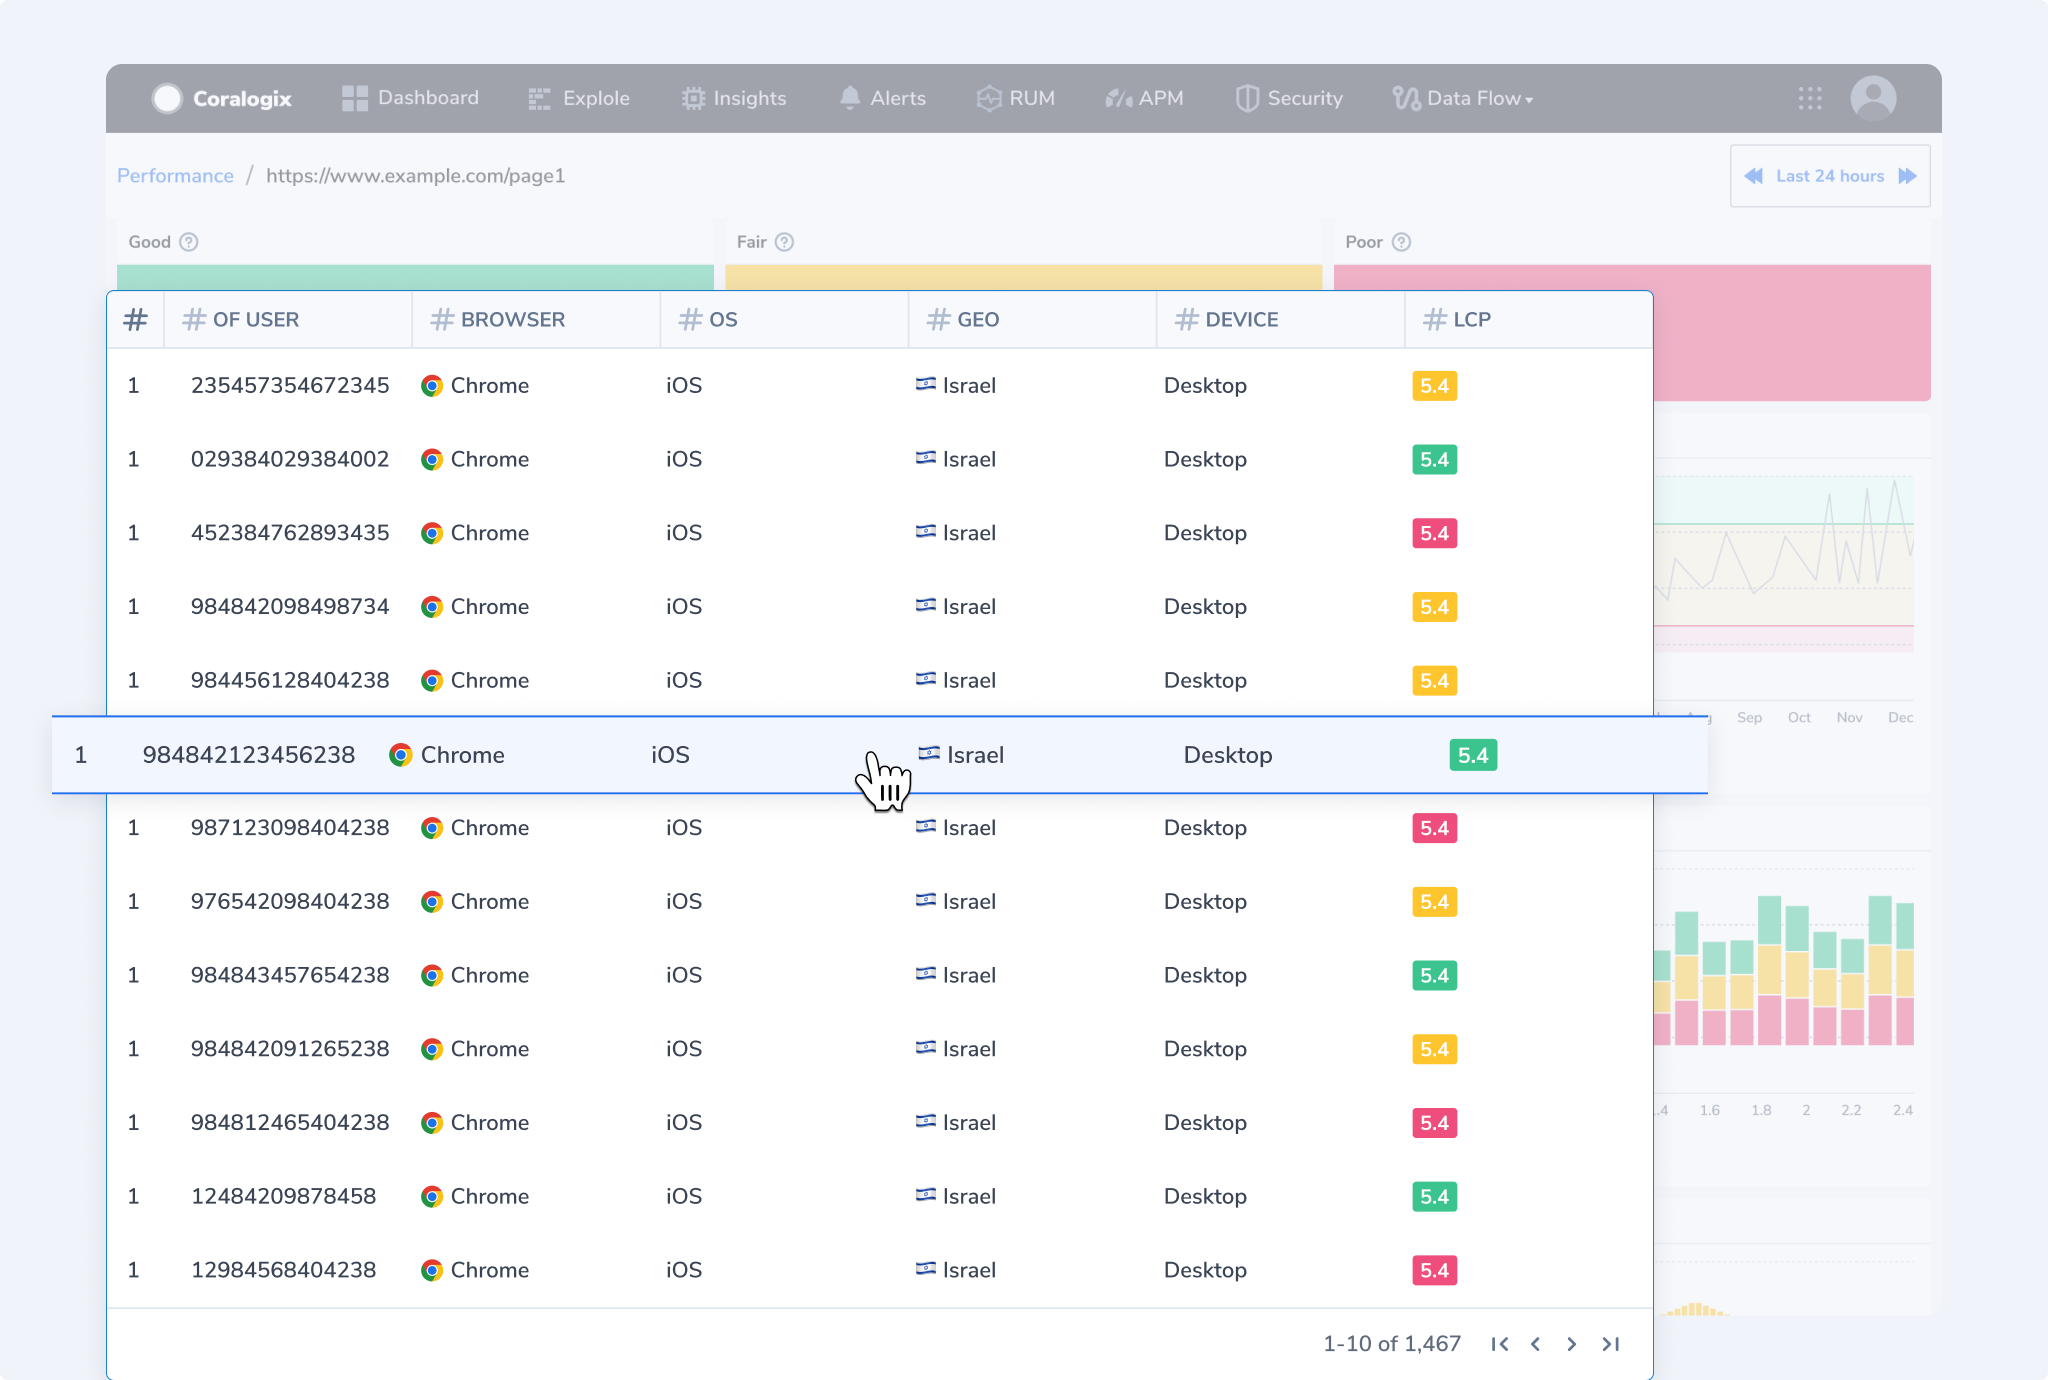 Coralogix Dashboard Explole Insights Alerts RUM APM Security Data Flow
Performance / https://www.example.com/page1 Last 24 hours
Good ? Fair ? Poor ?
# # OF USER # BROWSER # OS # GEO # DEVICE # LCP
1 235457354672345 Chrome iOS Israel Desktop 5.4
1 029384029384002 Chrome iOS Israel Desktop 5.4
1 452384762893435 Chrome iOS Israel Desktop 5.4
1 984842098498734 Chrome iOS Israel Desktop 5.4
1 984456128404238 Chrome iOS Israel Desktop 5.4
Sep Oct Nov Dec
1 984842123456238 Chrome iOS Israel Desktop 5.4
1 987123098404238 Chrome iOS Israel Desktop 5.4
1 976542098404238 Chrome iOS Israel Desktop 5.4
1 984843457654238 Chrome iOS Israel Desktop 5.4
1 984842091265238 Chrome iOS Israel Desktop 5.4
1 984812465404238 Chrome iOS Israel Desktop 5.4
.4 1.6 1.8 2 2.2 2.4
1 12484209878458 Chrome iOS Israel Desktop 5.4
1 12984568404238 Chrome iOS Israel Desktop 5.4
1-10 of 1,467